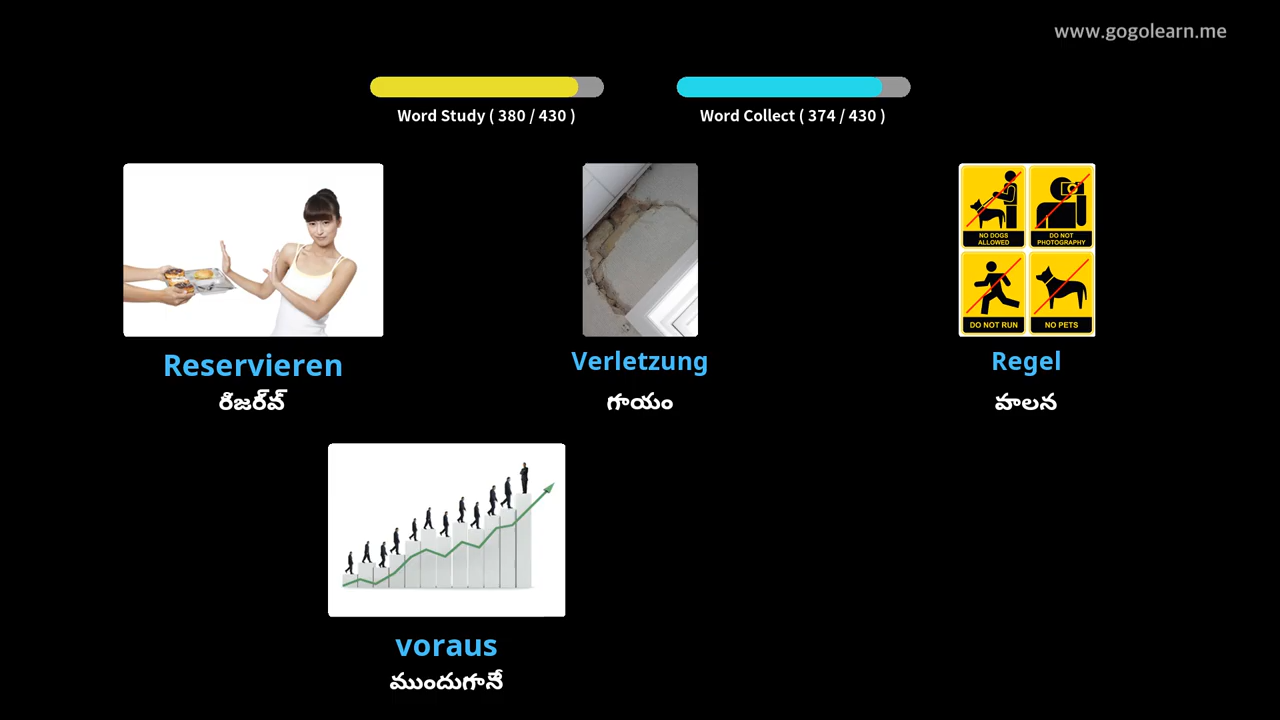 www.gogolearn.me
Word Study ( 380 / 430 )
Word Collect ( 374 / 430 )
NO DOGS ALLOWED
DO NOT PHOTOGRAPHY
DO NOT RUN
NO PETS
Reservieren
Verletzung
Regel
రిజర్వ్
గాయం
పాలన
voraus
ముందుగానే